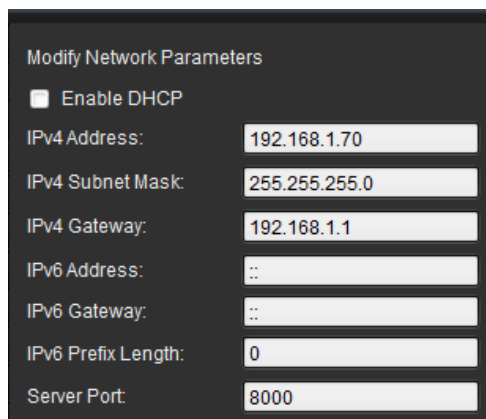 Modify Network Parameters
Enable DHCP
IPv4 Address: 192.168.1.70
IPv4 Subnet Mask: 255.255.255.0
IPv4 Gateway: 192.168.1.1
IPv6 Address: ::
IPv6 Gateway: ::
IPv6 Prefix Length: 0
Server Port: 8000